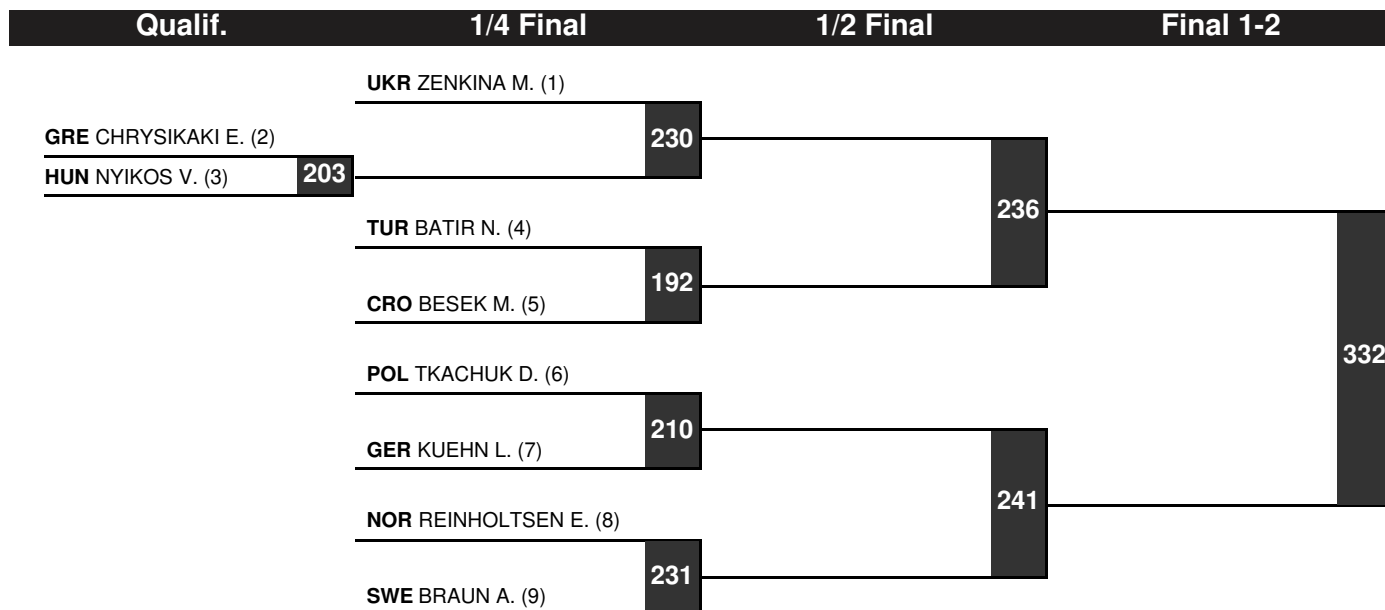 Qualif. 1/4 Final 1/2 Final Final 1-2
UKR ZENKINA M. (1)
GRE CHRYSIKAKI E. (2)
230
HUN NYIKOS V. (3) 203
TUR BATIR N. (4)
236
192
CRO BESEK M. (5)
332
POL TKACHUK D. (6)
210
GER KUEHN L. (7)
241
NOR REINHOLTSEN E. (8)
231
SWE BRAUN A. (9)